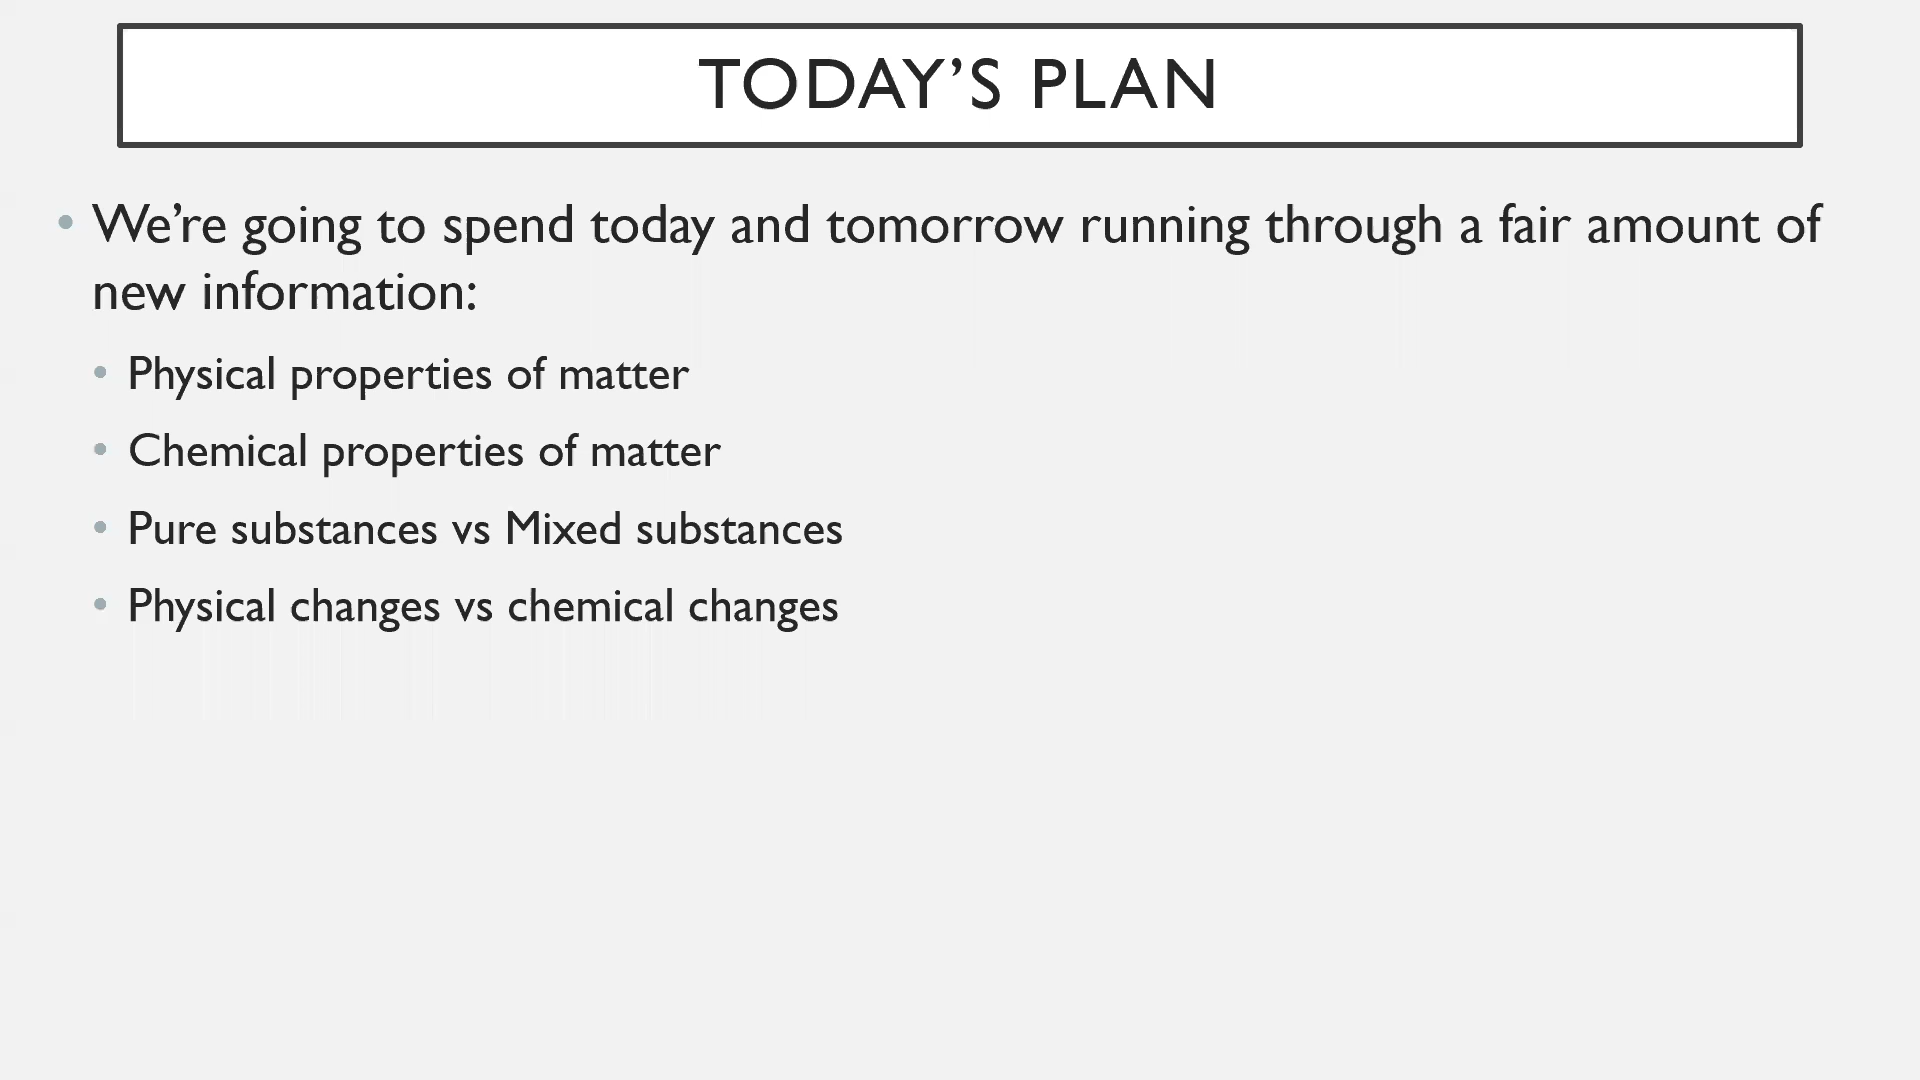 TODAY’S PLAN
• We’re going to spend today and tomorrow running through a fair amount of
new information:
• Physical properties of matter
• Chemical properties of matter
• Pure substances vs Mixed substances
• Physical changes vs chemical changes